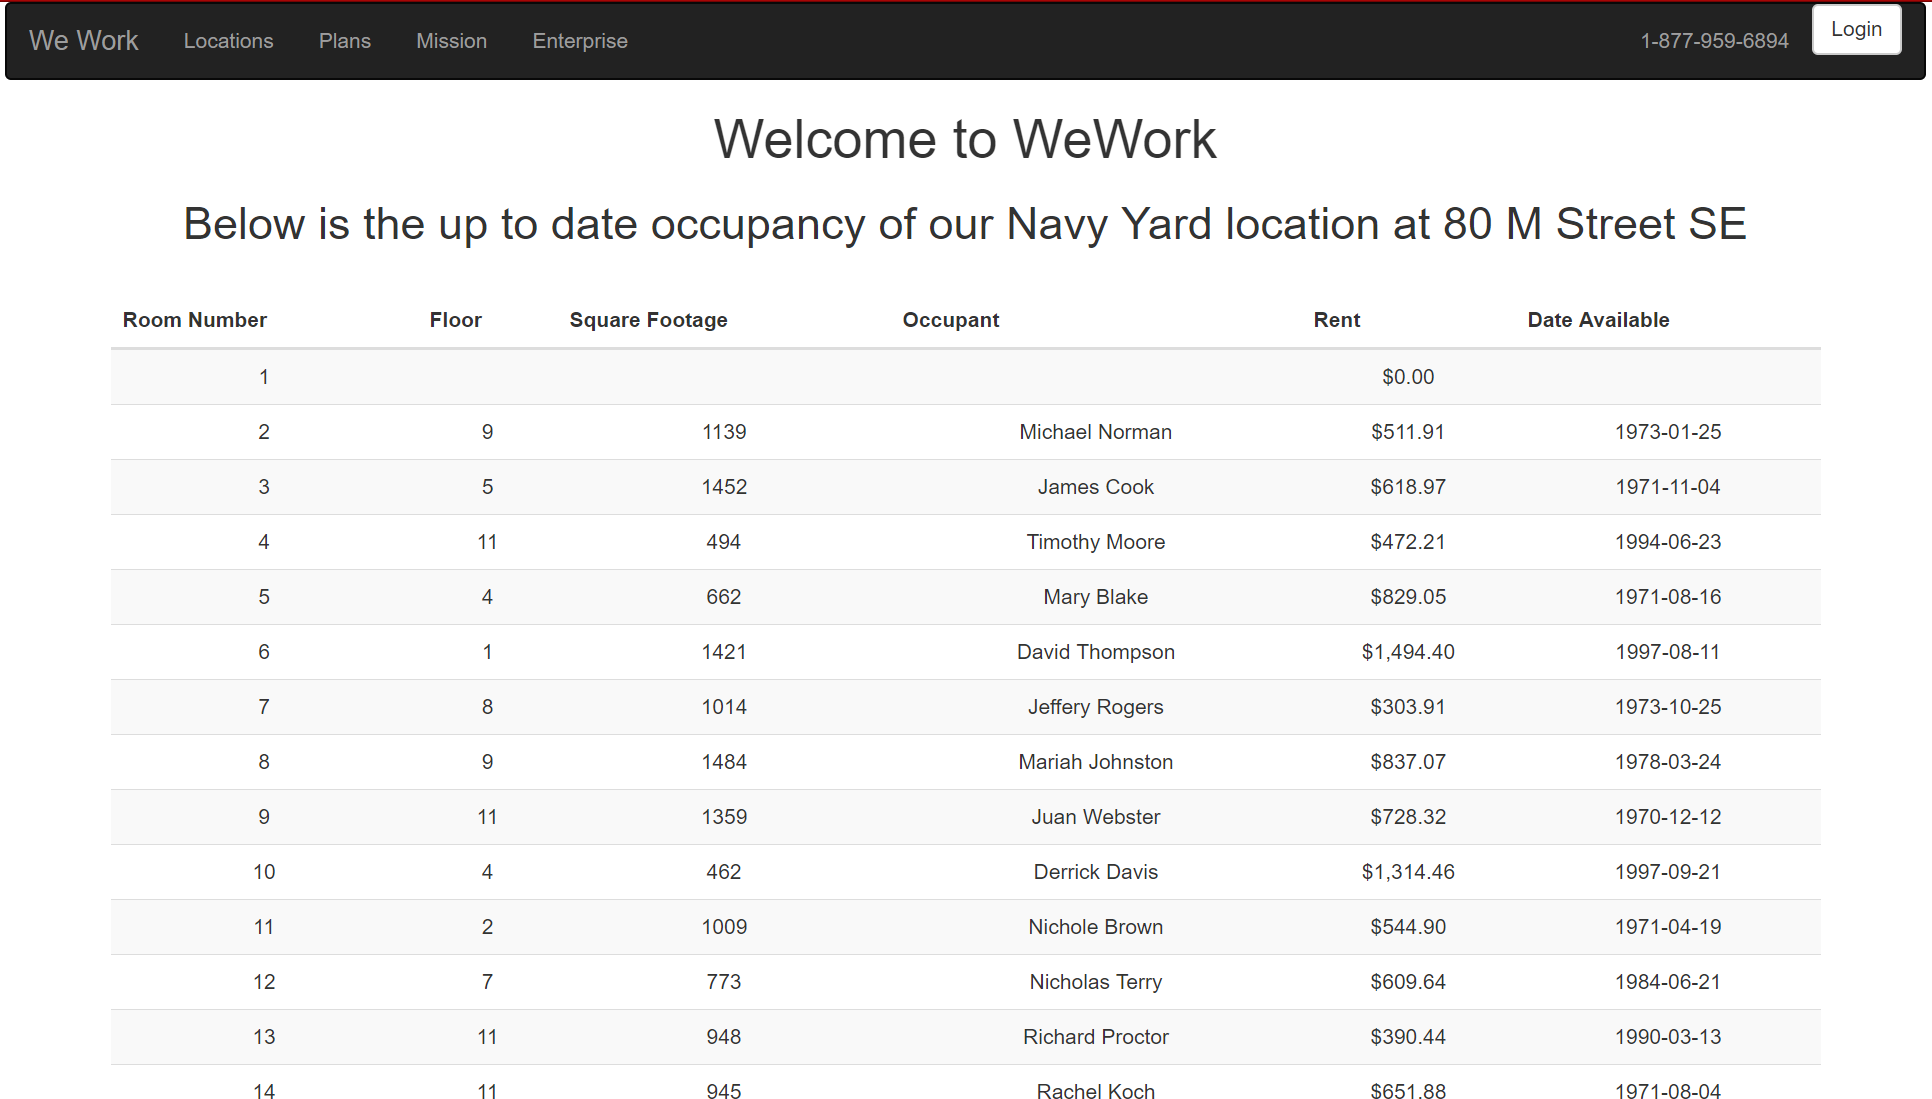 We Work Locations Plans Mission Enterprise 1-877-959-6894 Login
Welcome to WeWork
Below is the up to date occupancy of our Navy Yard location at 80 M Street SE
Room Number Floor Square Footage Occupant Rent Date Available
1 $0.00
2 9 1139 Michael Norman $511.91 1973-01-25
3 5 1452 James Cook $618.97 1971-11-04
4 11 494 Timothy Moore $472.21 1994-06-23
5 4 662 Mary Blake $829.05 1971-08-16
6 1 1421 David Thompson $1,494.40 1997-08-11
7 8 1014 Jeffery Rogers $303.91 1973-10-25
8 9 1484 Mariah Johnston $837.07 1978-03-24
9 11 1359 Juan Webster $728.32 1970-12-12
10 4 462 Derrick Davis $1,314.46 1997-09-21
11 2 1009 Nichole Brown $544.90 1971-04-19
12 7 773 Nicholas Terry $609.64 1984-06-21
13 11 948 Richard Proctor $390.44 1990-03-13
14 11 945 Rachel Koch $651.88 1971-08-04